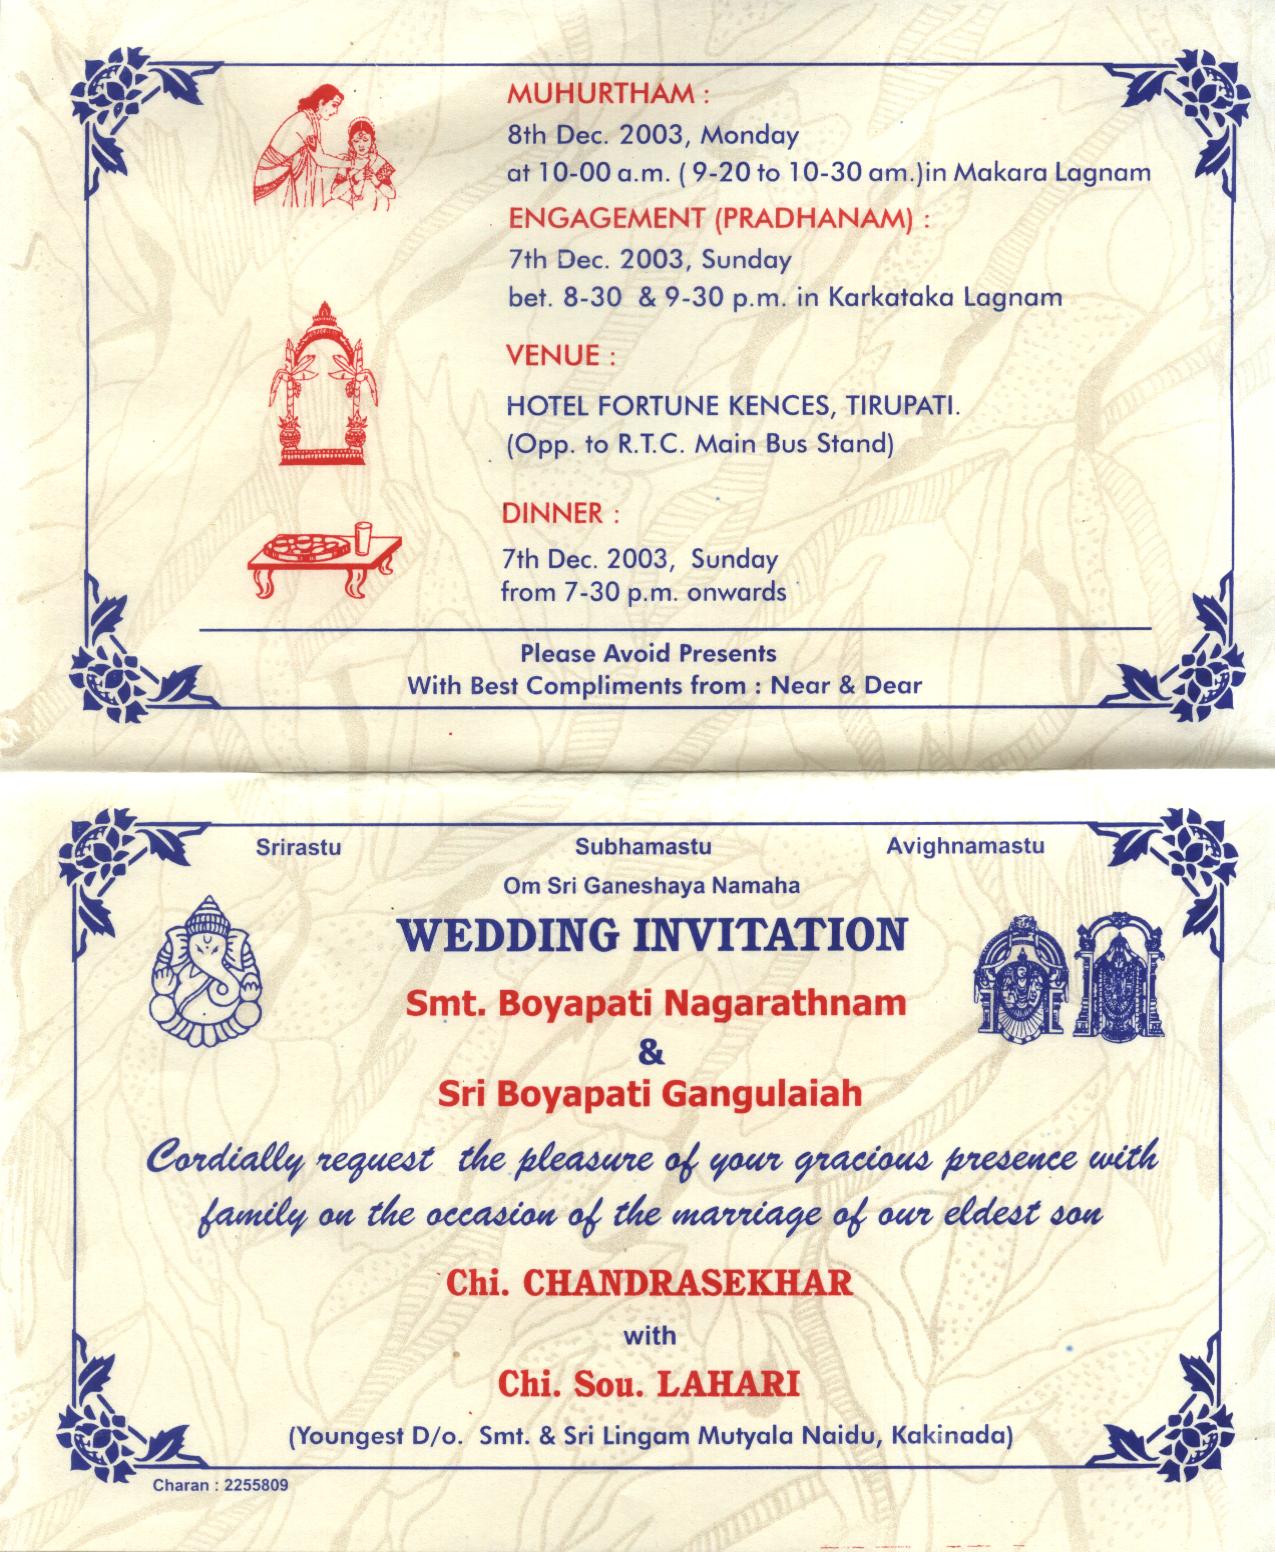 MUHURTHAM :
8th Dec. 2003, Monday
at 10-00 a.m. ( 9-20 to 10-30 am.)in Makara Lagnam
ENGAGEMENT (PRADHANAM) :
7th Dec. 2003, Sunday
bet. 8-30 & 9-30 p.m. in Karkataka Lagnam
VENUE :
HOTEL FORTUNE KENCES, TIRUPATI.
(Opp. to R.T.C. Main Bus Stand)
DINNER :
7th Dec. 2003, Sunday
from 7-30 p.m. onwards
Please Avoid Presents
With Best Compliments from : Near & Dear
Srirastu Subhamastu Avighnamastu
Om Sri Ganeshaya Namaha
WEDDING INVITATION
Smt. Boyapati Nagarathnam
&
Sri Boyapati Gangulaiah
Cordially request the pleasure of your gracious presence with
family on the occasion of the marriage of our eldest son
Chi. CHANDRASEKHAR
with
Chi. Sou. LAHARI
(Youngest D/o. Smt. & Sri Lingam Mutyala Naidu, Kakinada)
Charan : 2255809